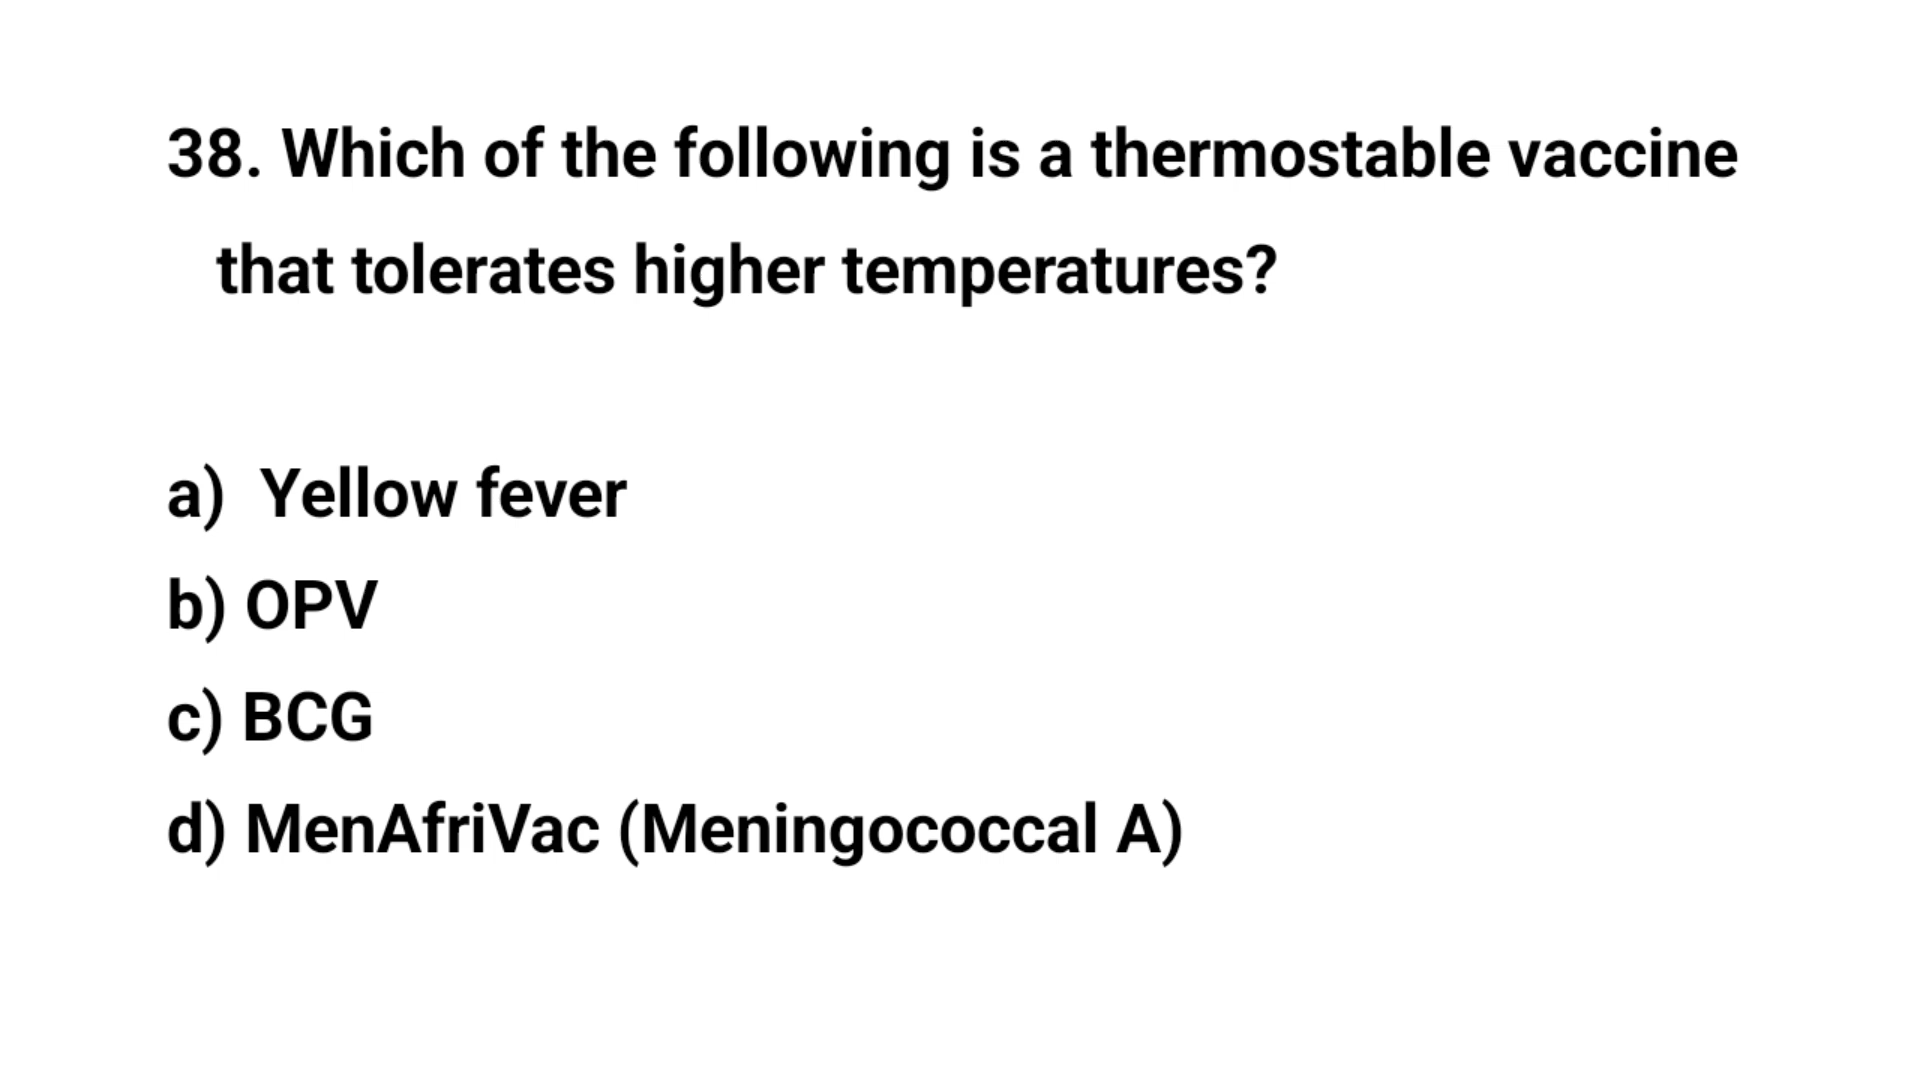 38. Which of the following is a thermostable vaccine
that tolerates higher temperatures?
a) Yellow fever
b) OPV
c) BCG
d) MenAfriVac (Meningococcal A)